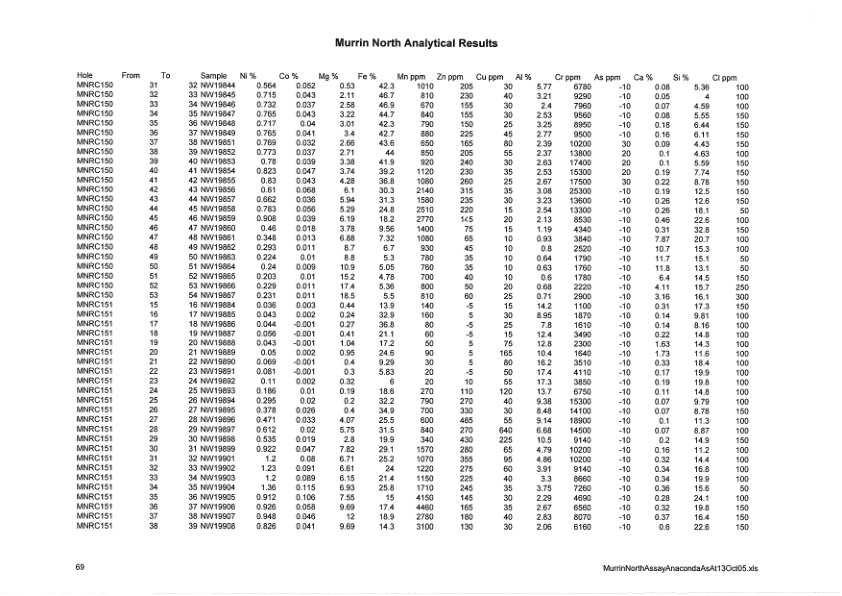 Murrin North Analytical Results
Hole From To Sample Ni % Co % Mg % Fe % Mn ppm Zn ppm Cu ppm Al % Cr ppm As ppm Ca % Si % Cl ppm
MNRC150 31 32 NW19844 0.564 0.052 0.53 42.3 1010 205 30 5.77 6780 -10 0.08 5.36 100
MNRC150 32 33 NW19845 0.715 0.043 2.11 46.7 810 230 40 3.21 9290 -10 0.05 4 100
MNRC150 33 34 NW19846 0.732 0.037 2.58 46.9 670 155 30 2.4 7960 -10 0.07 4.59 100
MNRC150 34 35 NW19847 0.765 0.043 3.22 44.7 840 155 30 2.53 9560 -10 0.08 5.55 150
MNRC150 35 36 NW19848 0.717 0.04 3.01 42.3 790 150 25 3.25 8950 -10 0.18 6.44 150
MNRC150 36 37 NW19849 0.765 0.041 3.4 42.7 880 225 45 2.77 9500 -10 0.16 6.11 150
MNRC150 37 38 NW19851 0.769 0.032 2.66 43.6 650 165 80 2.39 10200 30 0.09 4.43 150
MNRC150 38 39 NW19852 0.773 0.037 2.71 44 850 205 55 2.37 13800 20 0.1 4.63 100
MNRC150 39 40 NW19853 0.78 0.039 3.38 41.9 920 240 30 2.63 17400 20 0.1 5.59 150
MNRC150 40 41 NW19854 0.823 0.047 3.74 39.2 1120 230 35 2.53 15300 20 0.19 7.74 150
MNRC150 41 42 NW19855 0.83 0.043 4.28 36.8 1080 260 25 2.67 17500 30 0.22 8.78 150
MNRC150 42 43 NW19856 0.61 0.068 6.1 30.3 2140 315 35 3.08 25300 -10 0.19 12.5 150
MNRC150 43 44 NW19857 0.662 0.036 5.94 31.3 1580 235 30 3.23 13600 -10 0.26 12.6 150
MNRC150 44 45 NW19858 0.783 0.056 5.29 24.8 2510 220 15 2.54 13300 -10 0.26 18.1 50
MNRC150 45 46 NW19859 0.908 0.039 6.19 18.2 2770 20 2.13 8530 -10 0.46 22.6 100
MNRC150 46 47 NW19860 0.46 0.018 3.78 9.56 1400 75 15 1.19 4340 -10 0.31 32.8 150
MNRC150 47 48 NW19861 0.348 0.013 6.88 7.32 1080 65 10 0.93 3840 -10 7.87 20.7 100
MNRC150 48 49 NW19862 0.293 0.011 8.7 6.7 930 45 10 0.8 2520 -10 10.7 15.3 100
MNRC150 49 50 NW19863 0.224 0.01 8.8 5.3 780 35 10 0.64 1790 -10 11.7 15.1 50
MNRC150 50 51 NW19864 0.24 0.009 10.9 5.05 760 35 10 0.63 1760 -10 11.8 13.1 50
MNRC150 51 52 NW19865 0.203 0.01 15.2 4.78 700 40 10 0.6 1780 -10 6.4 14.5 150
MNRC150 52 53 NW19866 0.229 0.011 17.4 5.36 800 50 20 0.68 2220 -10 4.11 15.7 250
MNRC150 53 54 NW19867 0.231 0.011 18.5 5.5 810 60 25 0.71 2900 -10 3.16 16.1 300
MNRC151 15 16 NW19884 0.036 0.003 0.44 13.9 140 -5 15 14.2 1100 -10 0.31 17.3 150
MNRC151 16 17 NW19885 0.043 0.002 0.24 32.9 160 5 30 8.95 1870 -10 0.14 9.81 100
MNRC151 17 18 NW19886 0.044 -0.001 0.27 36.8 80 -5 25 7.8 1610 -10 0.14 8.16 100
MNRC151 18 19 NW19887 0.056 -0.001 0.41 21.1 60 -5 15 12.4 3490 -10 0.22 14.8 100
MNRC151 19 20 NW19888 0.043 -0.001 1.04 17.2 50 5 75 12.8 2300 -10 1.63 14.3 100
MNRC151 20 21 NW19889 0.05 0.002 0.95 24.6 90 5 165 10.4 1640 -10 1.73 11.6 100
MNRC151 21 22 NW19890 0.069 -0.001 0.4 9.29 30 5 80 16.2 3510 -10 0.33 18.4 100
MNRC151 22 23 NW19891 0.081 -0.001 0.3 5.83 20 -5 50 17.4 4110 -10 0.17 19.9 100
MNRC151 23 24 NW19892 0.11 0.002 0.32 6 20 10 55 17.3 3850 -10 0.19 19.8 100
MNRC151 24 25 NW19893 0.186 0.01 0.19 18.6 270 110 120 13.7 6750 -10 0.11 14.8 100
MNRC151 25 26 NW19894 0.295 0.02 0.2 32.2 790 270 40 9.38 15300 -10 0.07 9.79 100
MNRC151 26 27 NW19895 0.378 0.026 0.4 34.9 700 330 30 8.48 14100 -10 0.07 8.78 150
MNRC151 27 28 NW19896 0.471 0.033 4.07 25.5 600 485 55 9.14 18900 -10 0.1 11.3 100
MNRC151 28 29 NW19897 0.612 0.02 5.75 31.5 840 270 640 6.68 14500 -10 0.07 8.87 100
MNRC151 29 30 NW19898 0.535 0.019 2.8 19.9 340 430 225 10.5 9140 -10 0.2 14.9 150
MNRC151 30 31 NW19899 0.922 0.047 7.82 29.1 1570 280 65 4.79 10200 -10 0.16 11.2 100
MNRC151 31 32 NW19901 1.2 0.08 6.71 25.2 1070 355 95 4.86 10200 -10 0.32 14.4 100
MNRC151 32 33 NW19902 1.23 0.091 6.61 24 1220 275 60 3.91 9140 -10 0.34 16.8 100
MNRC151 33 34 NW19903 1.2 0.089 6.15 21.4 1150 225 40 3.3 8660 -10 0.34 19.9 100
MNRC151 34 35 NW19904 1.36 0.115 6.93 25.8 1710 245 35 3.75 7260 -10 0.36 15.6 50
MNRC151 35 36 NW19905 0.912 0.106 7.55 15 4150 145 30 2.29 4690 -10 0.28 24.1 100
MNRC151 36 37 NW19906 0.926 0.058 9.69 17.4 4460 165 35 2.67 6560 -10 0.32 19.8 100
MNRC151 37 38 NW19907 0.948 0.046 12 18.9 2780 180 40 2.83 8070 -10 0.37 16.4 150
MNRC151 38 39 NW19908 0.826 0.041 9.69 14.3 3100 130 30 2.06 6160 -10 0.6 22.6 150
69
MurrinNorthAssayAnacondaAsAt13Oct05.xls